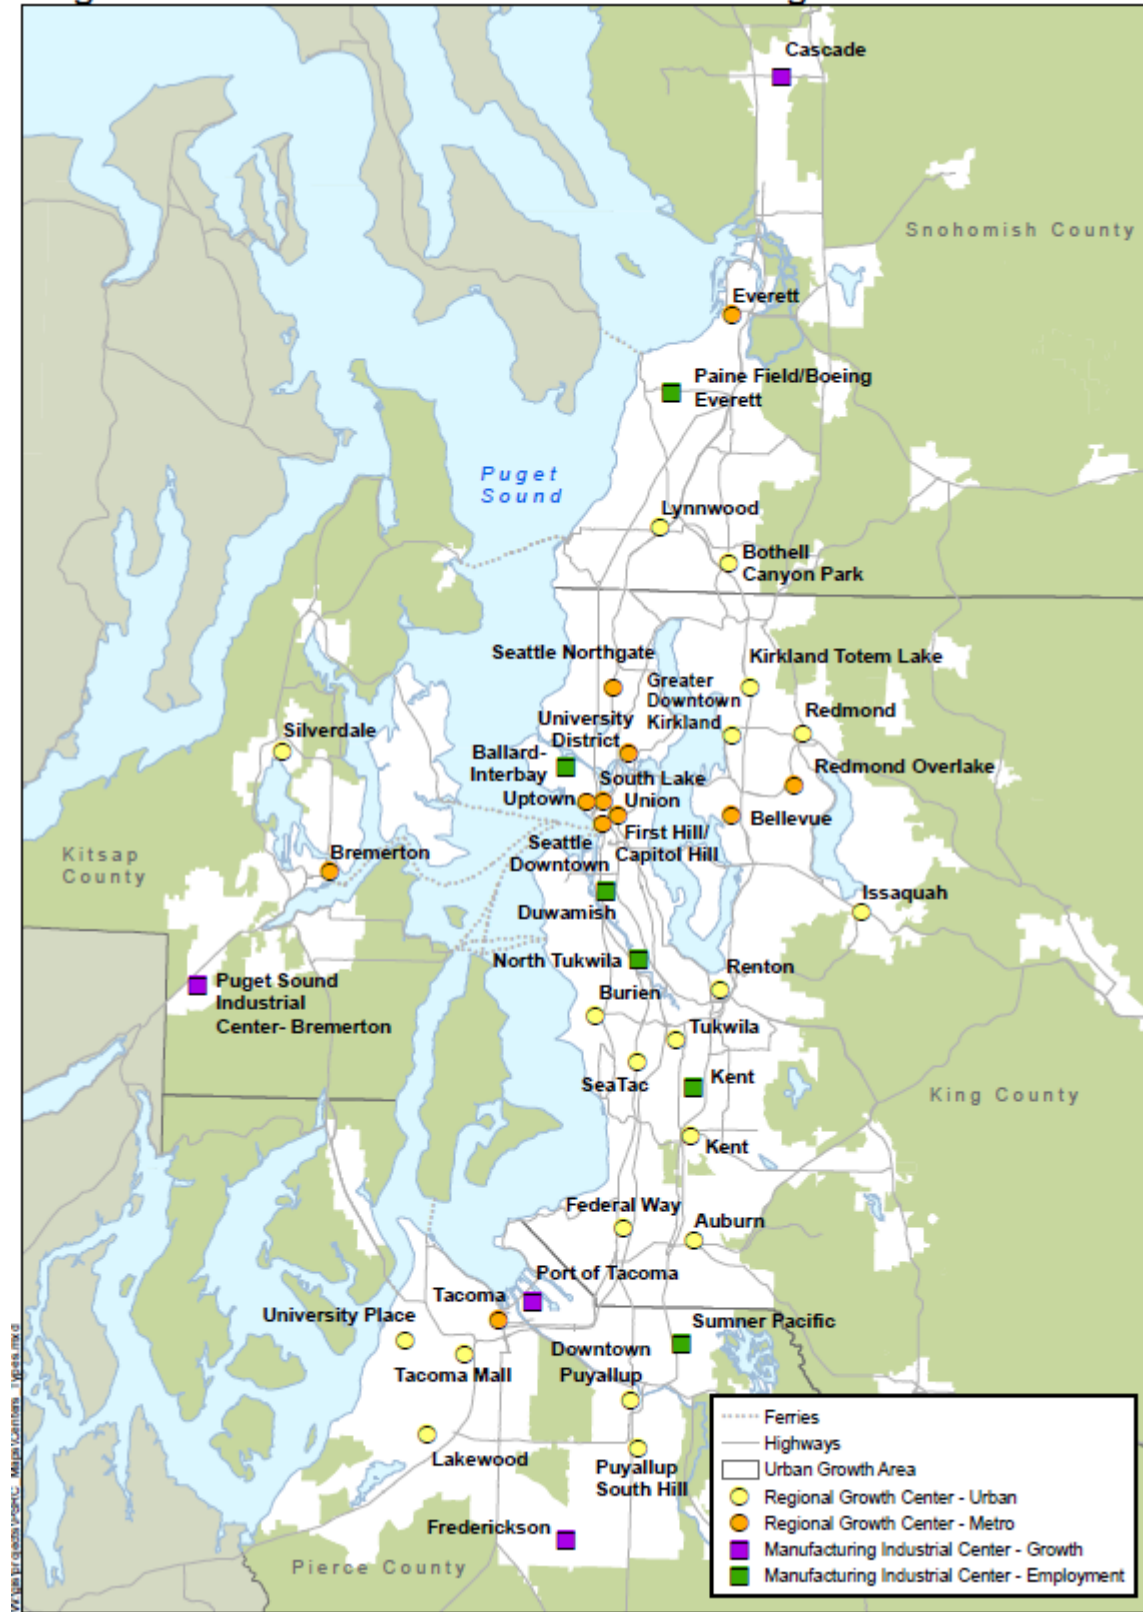 Cascade
Snohomish County
Everett
Paine Field/Boeing
Everett
Puget
Sound
Lynnwood
Bothell
Canyon Park
Seattle Northgate
Kirkland Totem Lake
Greater
Downtown
Kirkland
Redmond
University
District
Silverdale
Ballard-
Interbay
Redmond Overlake
South Lake
Union
Uptown
Bellevue
First Hill/
Capitol Hill
Seattle
Downtown
Kitsap
County
Bremerton
Issaquah
Duwamish
North Tukwila
Renton
Puget Sound
Industrial
Center- Bremerton
Burien
Tukwila
SeaTac
Kent
King County
Kent
Federal Way
Auburn
Port of Tacoma
Tacoma
University Place
Sumner Pacific
Downtown
Puyallup
Tacoma Mall
Lakewood
Puyallup
South Hill
Frederickson
Pierce County
Ferries
Highways
Urban Growth Area
Regional Growth Center - Urban
Regional Growth Center - Metro
Manufacturing Industrial Center - Growth
Manufacturing Industrial Center - Employment